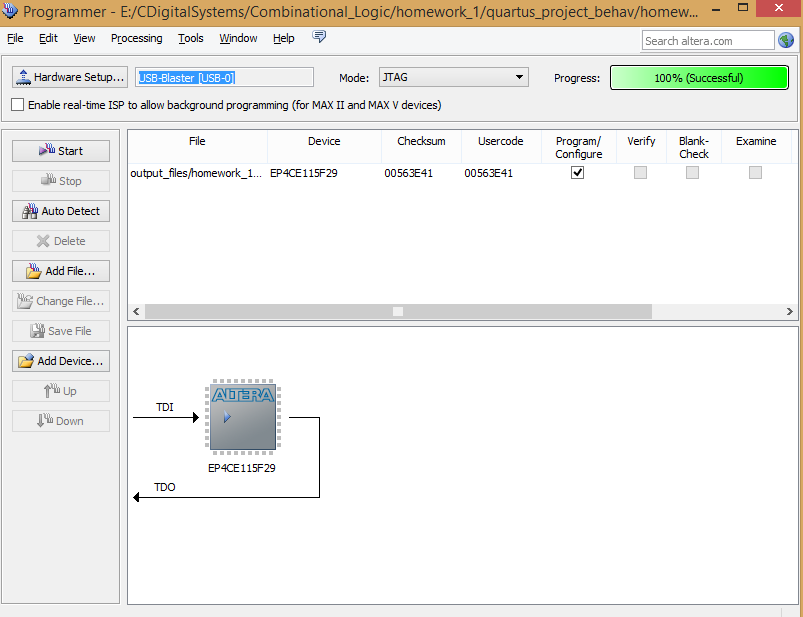 Programmer - E:/CDigitalSystems/Combinational_Logic/homework_1/quartus_project_behav/homew...
File Edit View Processing Tools Window Help
Search altera.com
Hardware Setup... USB-Blaster [USB-0] Mode: JTAG Progress: 100% (Successful)
Enable real-time ISP to allow background programming (for MAX II and MAX V devices)
Start
Stop
Auto Detect
Delete
Add File...
Change File...
Save File
Add Device...
Up
Down
File Device Checksum Usercode Program/ Verify Blank- Examine
Configure Check
output_files/homework_1... EP4CE115F29 00563E41 00563E41
TDI
ALTERA
EP4CE115F29
TDO